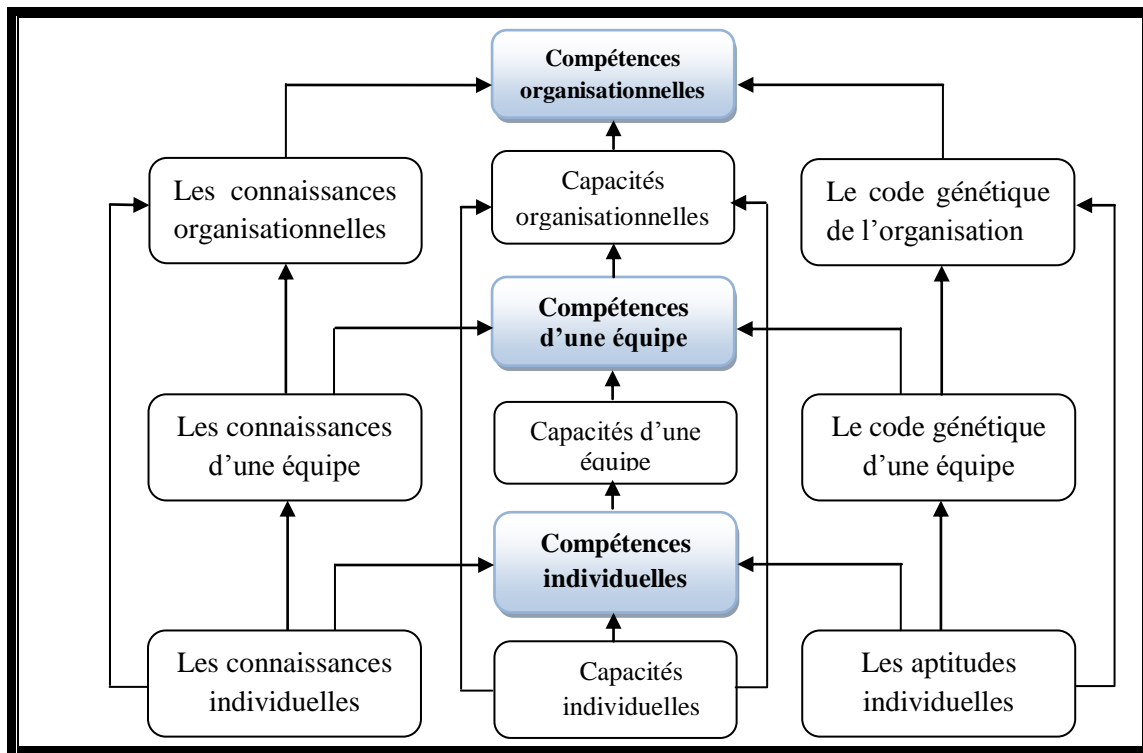 Compétences
organisationnelles
Les connaissances
organisationnelles
Capacités
organisationnelles
Le code génétique
de l’organisation
Compétences
d’une équipe
Les connaissances
d’une équipe
Capacités d’une
équipe
Le code génétique
d’une équipe
Compétences
individuelles
Les connaissances
individuelles
Capacités
individuelles
Les aptitudes
individuelles